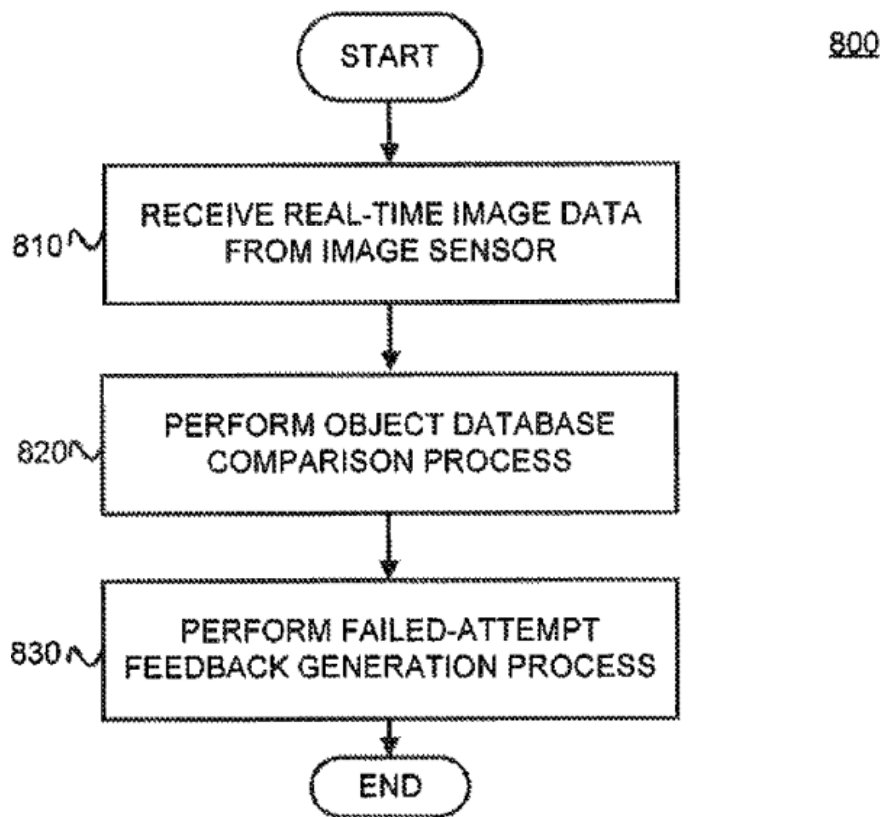 START
800
RECEIVE REAL-TIME IMAGE DATA
FROM IMAGE SENSOR
810
PERFORM OBJECT DATABASE
COMPARISON PROCESS
820
PERFORM FAILED-ATTEMPT
FEEDBACK GENERATION PROCESS
830
END